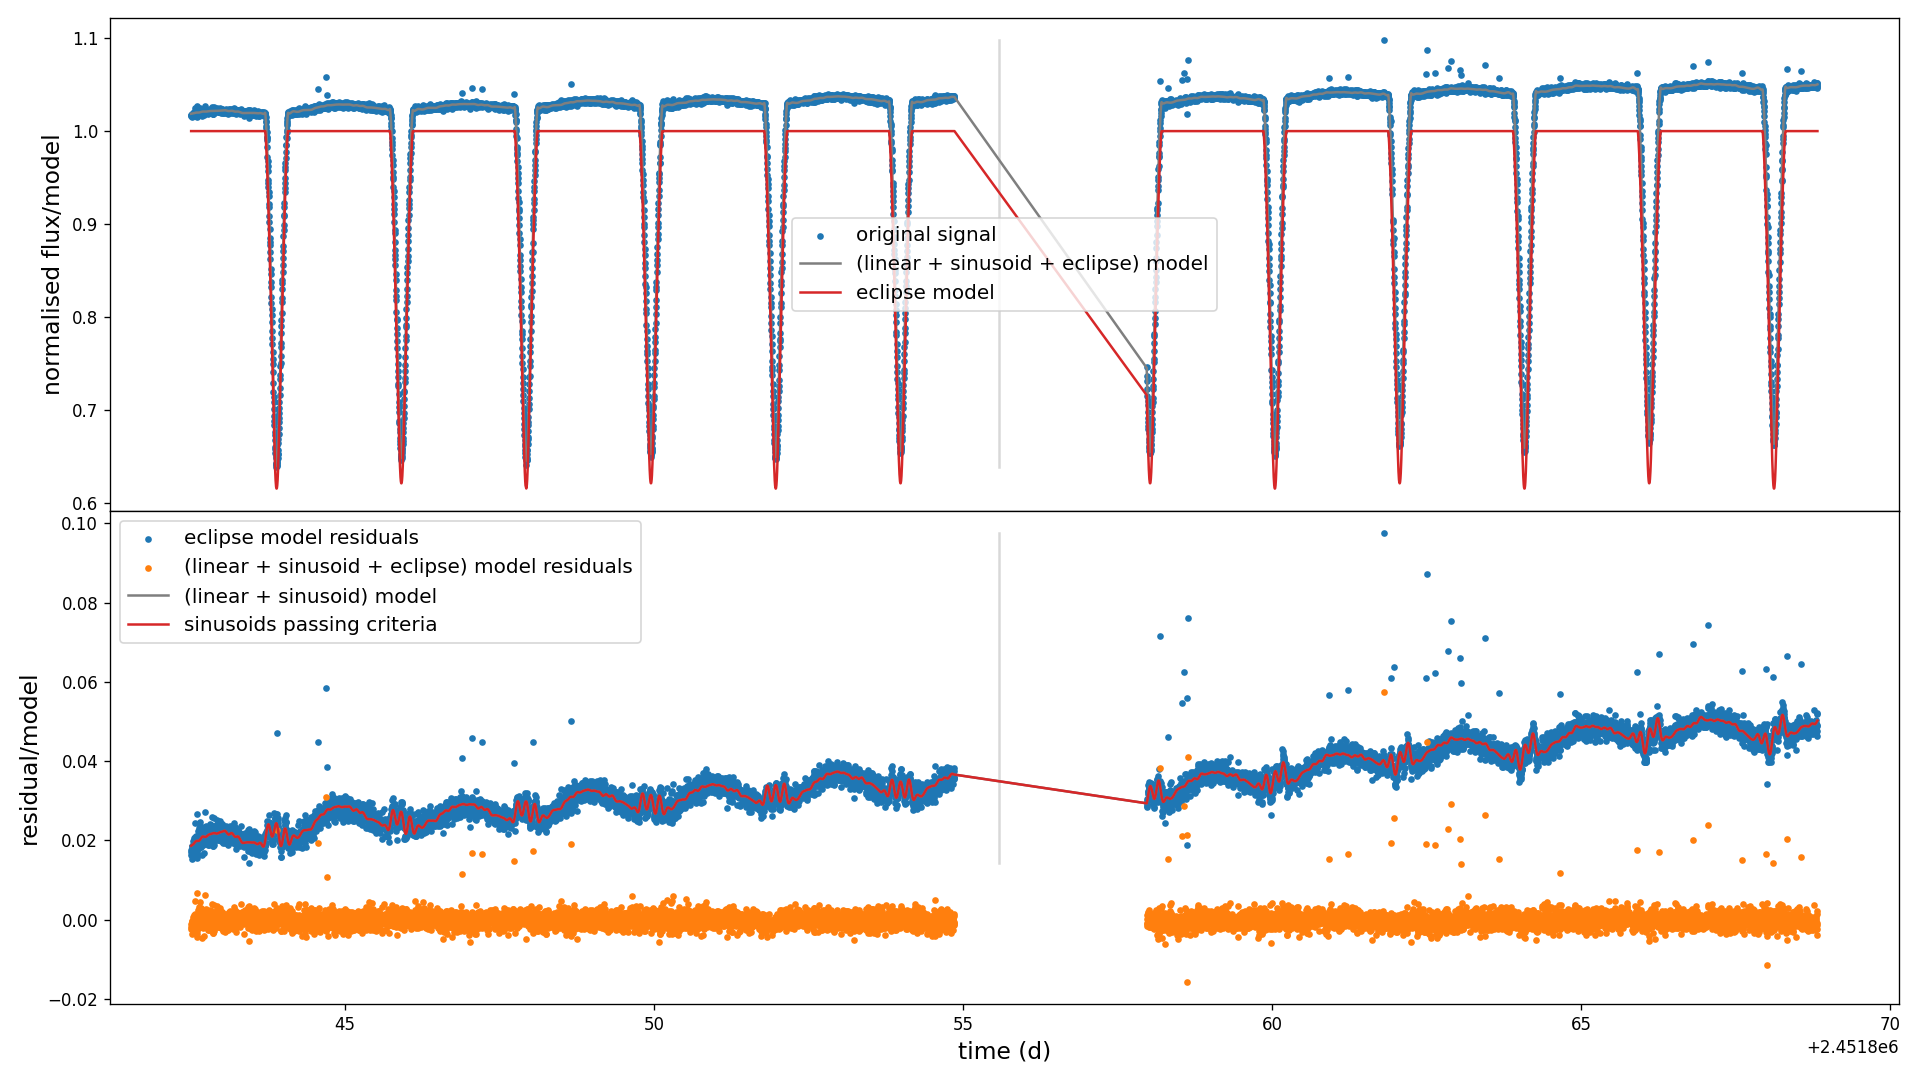 1.1
1.0
0.9
0.8
0.7
0.6
normalised flux/model
original signal
(linear + sinusoid + eclipse) model
eclipse model
0.10
0.08
0.06
0.04
0.02
0.00
−0.02
residual/model
eclipse model residuals
(linear + sinusoid + eclipse) model residuals
(linear + sinusoid) model
sinusoids passing criteria
45 50 55 60 65 70
time (d)
+2.4518e6